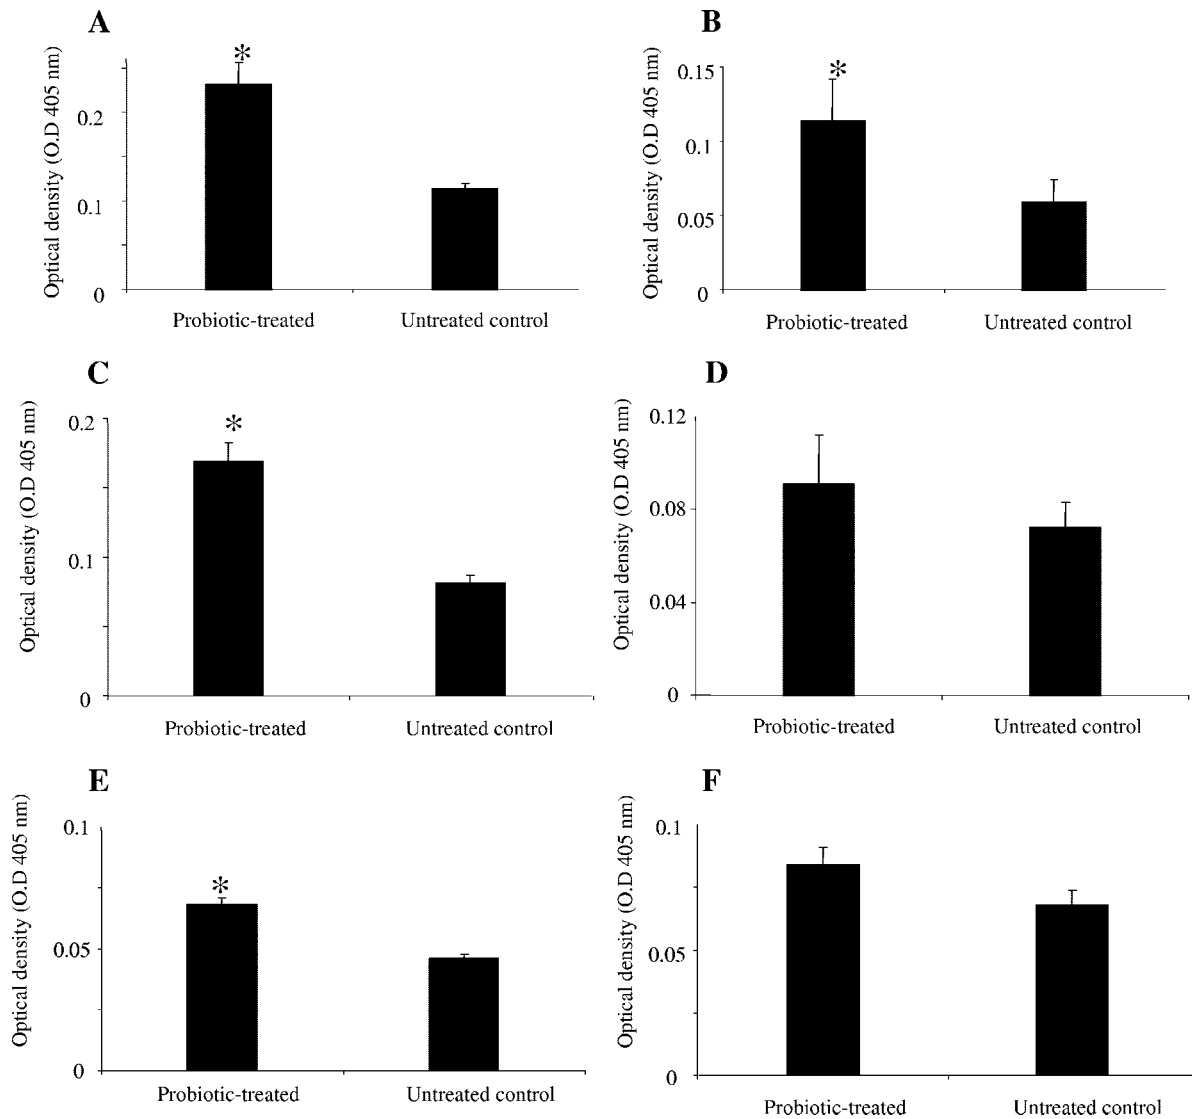 A
Optical density (O.D 405 nm)
*
0.2
0.1
0
Probiotic-treated
Untreated control
B
Optical density (O.D 405 nm)
*
0.15
0.1
0.05
0
Probiotic-treated
Untreated control
C
Optical density (O.D 405 nm)
*
0.2
0.1
0
Probiotic-treated
Untreated control
D
Optical density (O.D 405 nm)
0.12
0.08
0.04
0
Probiotic-treated
Untreated control
E
Optical density (O.D 405 nm)
*
0.1
0.05
0
Probiotic-treated
Untreated control
F
Optical density (O.D 405 nm)
0.1
0.05
0
Probiotic-treated
Untreated control